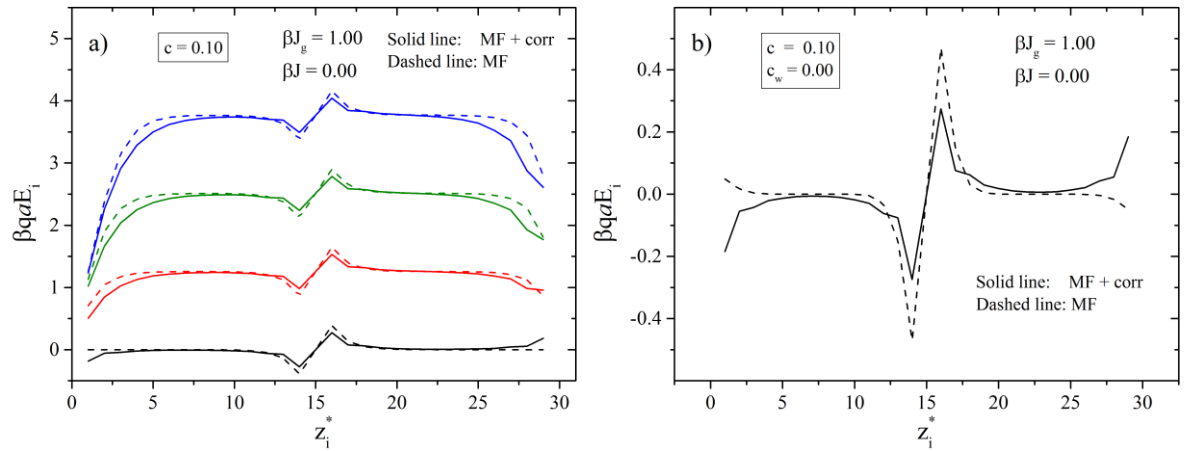 a)
c = 0.10
βJg = 1.00
βJ = 0.00
Solid line: MF + corr
Dashed line: MF
βqaEi
5
4
3
2
1
0
0 5 10 15 20 25 30
zi*
b)
c = 0.10
cw = 0.00
βJg = 1.00
βJ = 0.00
Solid line: MF + corr
Dashed line: MF
βqaEi
0.4
0.2
0.0
-0.2
-0.4
0 5 10 15 20 25 30
zi*